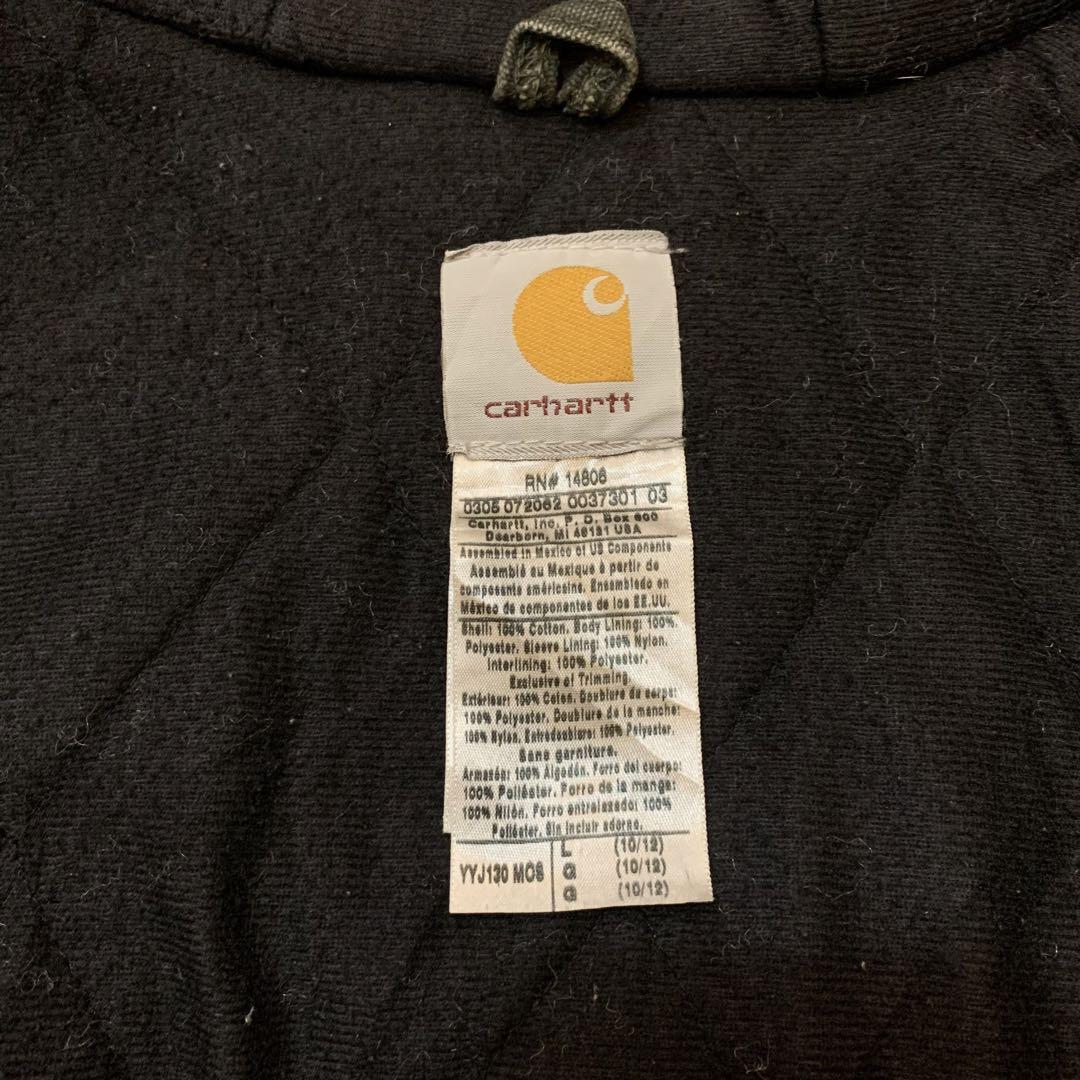 carhartt
RN# 14806
0305 072062 0037301 03
Carhartt, Inc. P. O. Box 600
Dearborn, MI 48121 USA
Assembled in Mexico of US Components
Assemblé au Mexique à partir de
composants américains. Ensamblado en
México de componentes de los EE.UU.
Shell: 100% Cotton. Body Lining: 100%
Polyester. Sleeve Lining: 100% Nylon.
Interlining: 100% Polyester.
Exclusive of Trimming
Extérieur: 100% Coton. Doublure du corps:
100% Polyester. Doublure de la manche:
100% Nylon. Entredoublure: 100% Polyester.
Sans garniture.
Armazón: 100% Algodón. Forro del cuerpo:
100% Poliéster. Forro de la manga:
100% Nilón. Forro entrelazado: 100%
Poliéster. Sin incluir adorno.
YYJ130 MOS
L (10/12)
G (10/12)
G (10/12)